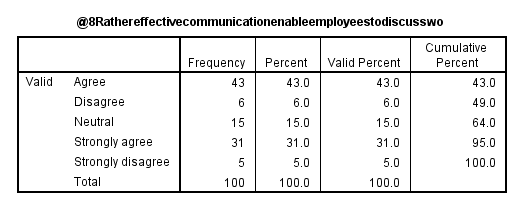 @8Rathereffectivecommunicationenableemployeestodiscusswo
Frequency Percent Valid Percent Cumulative Percent
Valid Agree 43 43.0 43.0 43.0
Disagree 6 6.0 6.0 49.0
Neutral 15 15.0 15.0 64.0
Strongly agree 31 31.0 31.0 95.0
Strongly disagree 5 5.0 5.0 100.0
Total 100 100.0 100.0